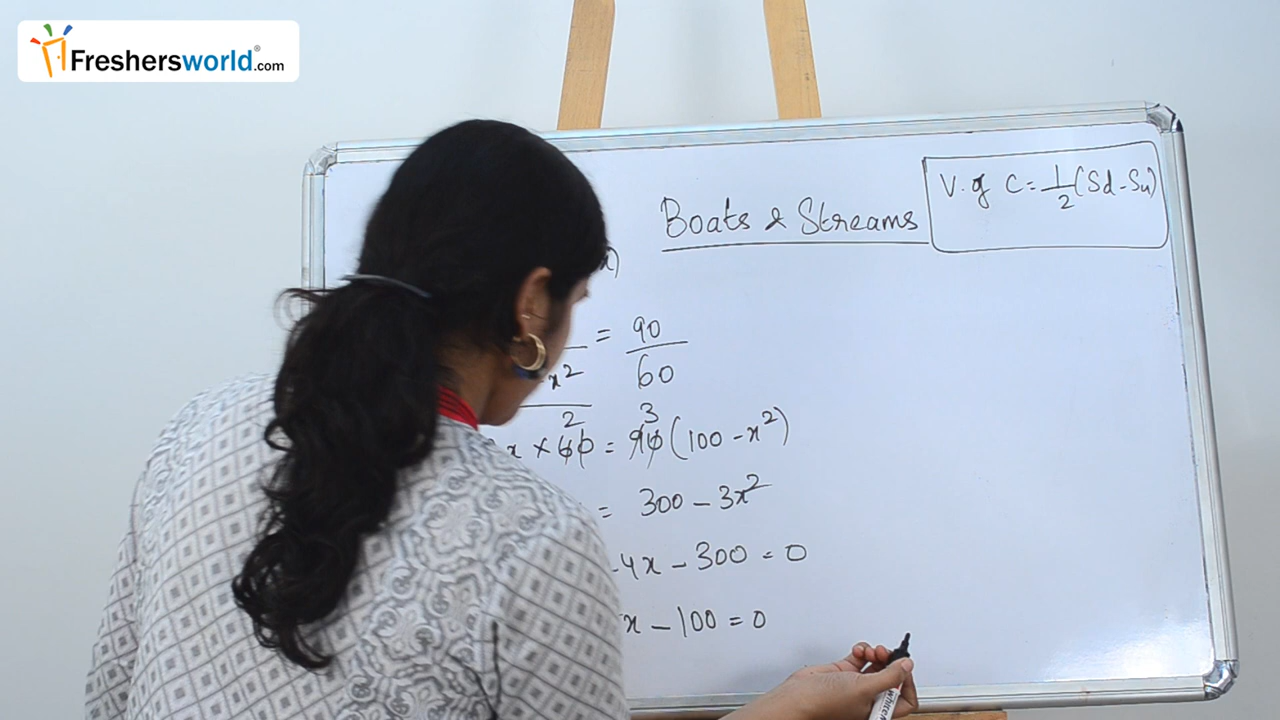 Freshersworld.com
V. of C = 1/2 (Sd - Su)
Boats & Streams
x)
= 90/60
x²
2 3
x × 60 = 90 (100 - x²)
= 300 - 3x²
4x - 300 = 0
x - 100 = 0
White